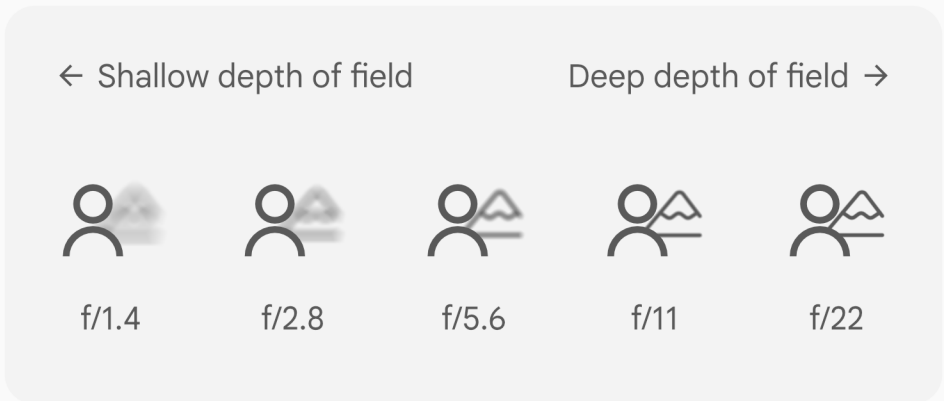 ← Shallow depth of field
Deep depth of field →
f/1.4
f/2.8
f/5.6
f/11
f/22